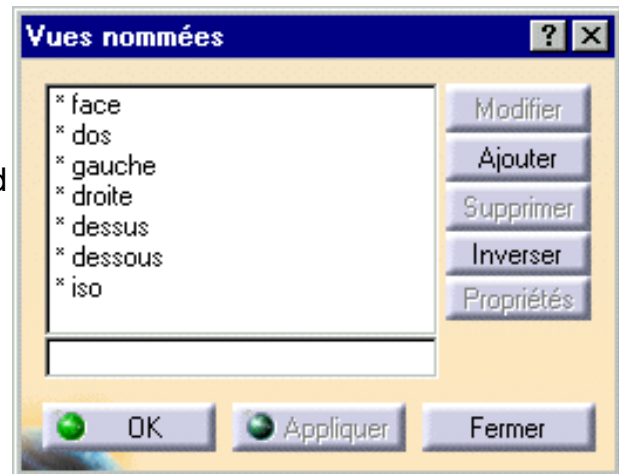 Vues nommées ? X
* face
* dos
* gauche
* droite
* dessus
* dessous
* iso
Modifier
Ajouter
Supprimer
Inverser
Propriétés
d
OK Appliquer Fermer